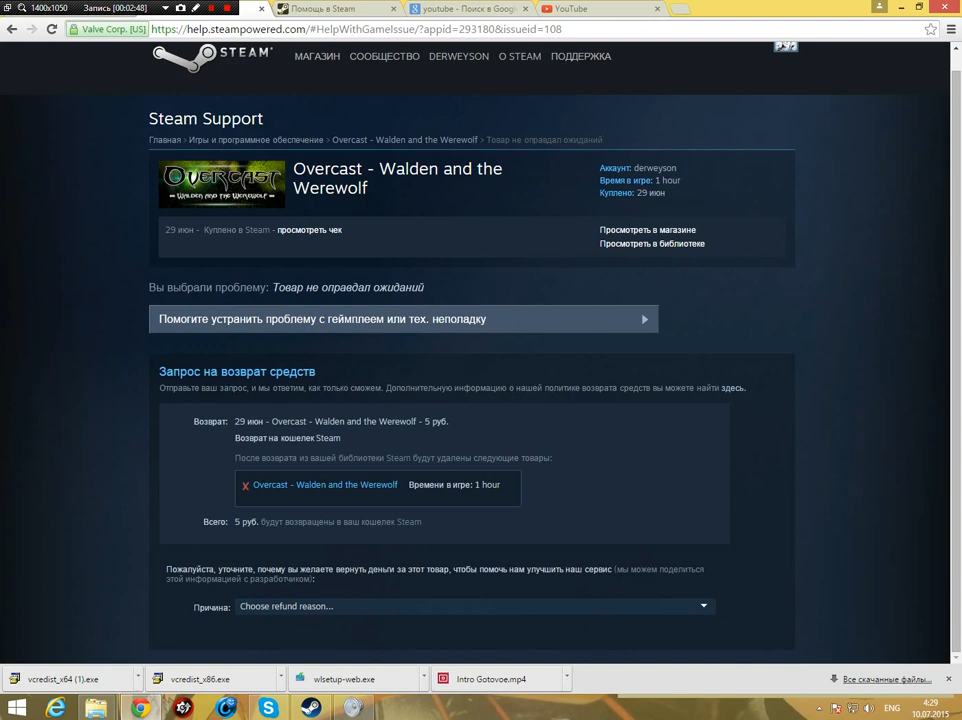 1400x1050 Запись [00:02:48]
Помощь в Steam
youtube - Поиск в Googl
YouTube
Valve Corp. [US] https://help.steampowered.com/#HelpWithGameIssue/?appid=293180&issueid=108
STEAM МАГАЗИН СООБЩЕСТВО DERWEYSON О STEAM ПОДДЕРЖКА
Steam Support
Главная > Игры и программное обеспечение > Overcast - Walden and the Werewolf > Товар не оправдал ожиданий
OVERCAST
WALDEN AND THE WEREWOLF
Overcast - Walden and the
Werewolf
Аккаунт: derweyson
Время в игре: 1 hour
Куплено: 29 июн
29 июн - Куплено в Steam - просмотреть чек
Просмотреть в магазине
Просмотреть в библиотеке
Вы выбрали проблему: Товар не оправдал ожиданий
Помогите устранить проблему с геймплеем или тех. неполадку
Запрос на возврат средств
Отправьте ваш запрос, и мы ответим, как только сможем. Дополнительную информацию о нашей политике возврата средств вы можете найти здесь.
Возврат: 29 июн - Overcast - Walden and the Werewolf - 5 руб.
Возврат на кошелек Steam
После возврата из вашей библиотеки Steam будут удалены следующие товары:
X Overcast - Walden and the Werewolf Времени в игре: 1 hour
Всего: 5 руб. будут возвращены в ваш кошелек Steam
Пожалуйста, уточните, почему вы желаете вернуть деньги за этот товар, чтобы помочь нам улучшить наш сервис (мы можем поделиться
этой информацией с разработчиком):
Причина: Choose refund reason...
vcredist_x64 (1).exe
vcredist_x86.exe
wlsetup-web.exe
Intro Gotovoe.mp4
Все скачанные файлы...
ENG
4:29
10.07.2015